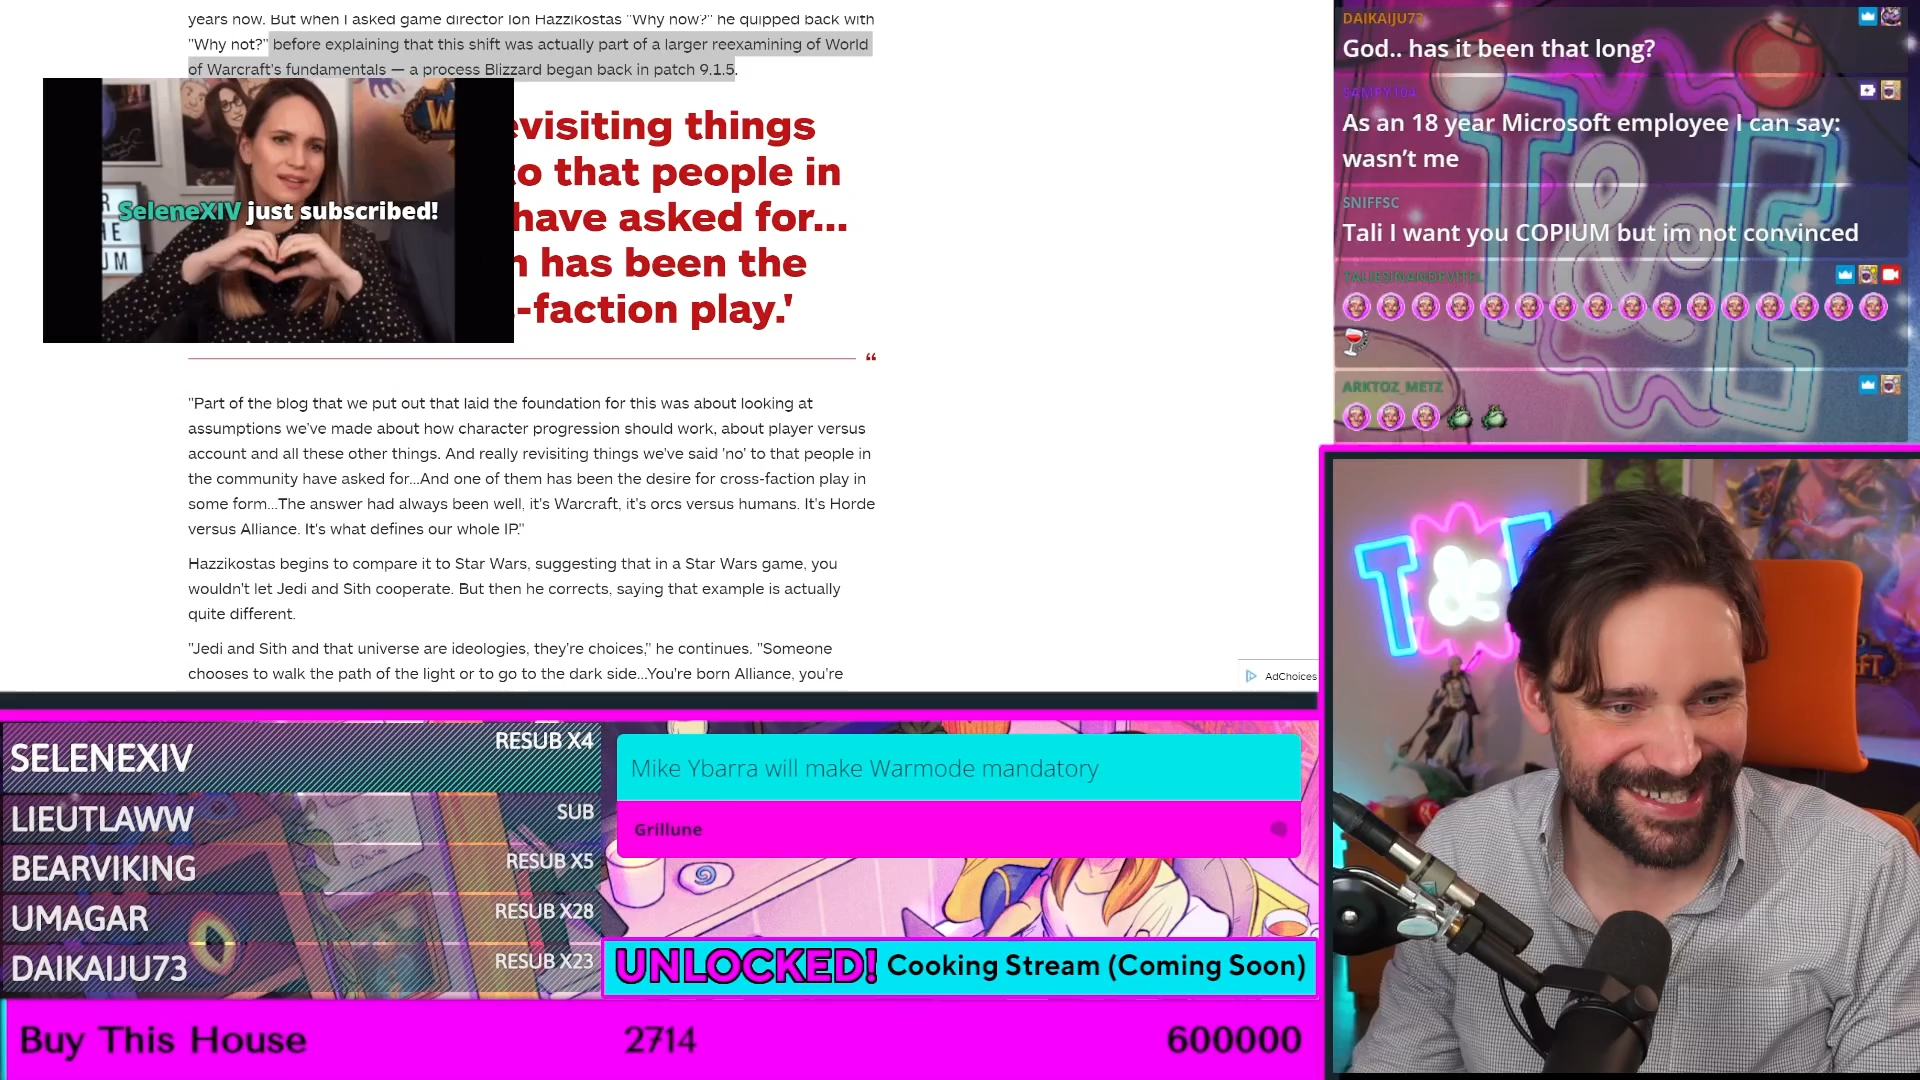 years now. But when I asked game director Ion Hazzikostas "Why now?" he quipped back with
"Why not?" before explaining that this shift was actually part of a larger reexamining of World
of Warcraft's fundamentals — a process Blizzard began back in patch 9.1.5.
evisiting things
to that people in
have asked for...
n has been the
-faction play.'
“
SeleneXIV just subscribed!
"Part of the blog that we put out that laid the foundation for this was about looking at
assumptions we've made about how character progression should work, about player versus
account and all these other things. And really revisiting things we've said 'no' to that people in
the community have asked for...And one of them has been the desire for cross-faction play in
some form...The answer had always been well, it's Warcraft, it's orcs versus humans. It's Horde
versus Alliance. It's what defines our whole IP."
Hazzikostas begins to compare it to Star Wars, suggesting that in a Star Wars game, you
wouldn't let Jedi and Sith cooperate. But then he corrects, saying that example is actually
quite different.
"Jedi and Sith and that universe are ideologies, they're choices," he continues. "Someone
chooses to walk the path of the light or to go to the dark side...You're born Alliance, you're
AdChoices
DAIKAIJU73
God.. has it been that long?
SAMPY104
As an 18 year Microsoft employee I can say:
wasn't me
SNIFFSC
Tali I want you COPIUM but im not convinced
TALIESINANDEVITEL
ARKTOZ_METZ
T&E
T&
SELENEXIV RESUB X4
LIEUTLAWW SUB
BEARVIKING RESUB X5
UMAGAR RESUB X28
DAIKAIJU73 RESUB X23
Mike Ybarra will make Warmode mandatory
Grillune
UNLOCKED! Cooking Stream (Coming Soon)
Buy This House 2714 600000